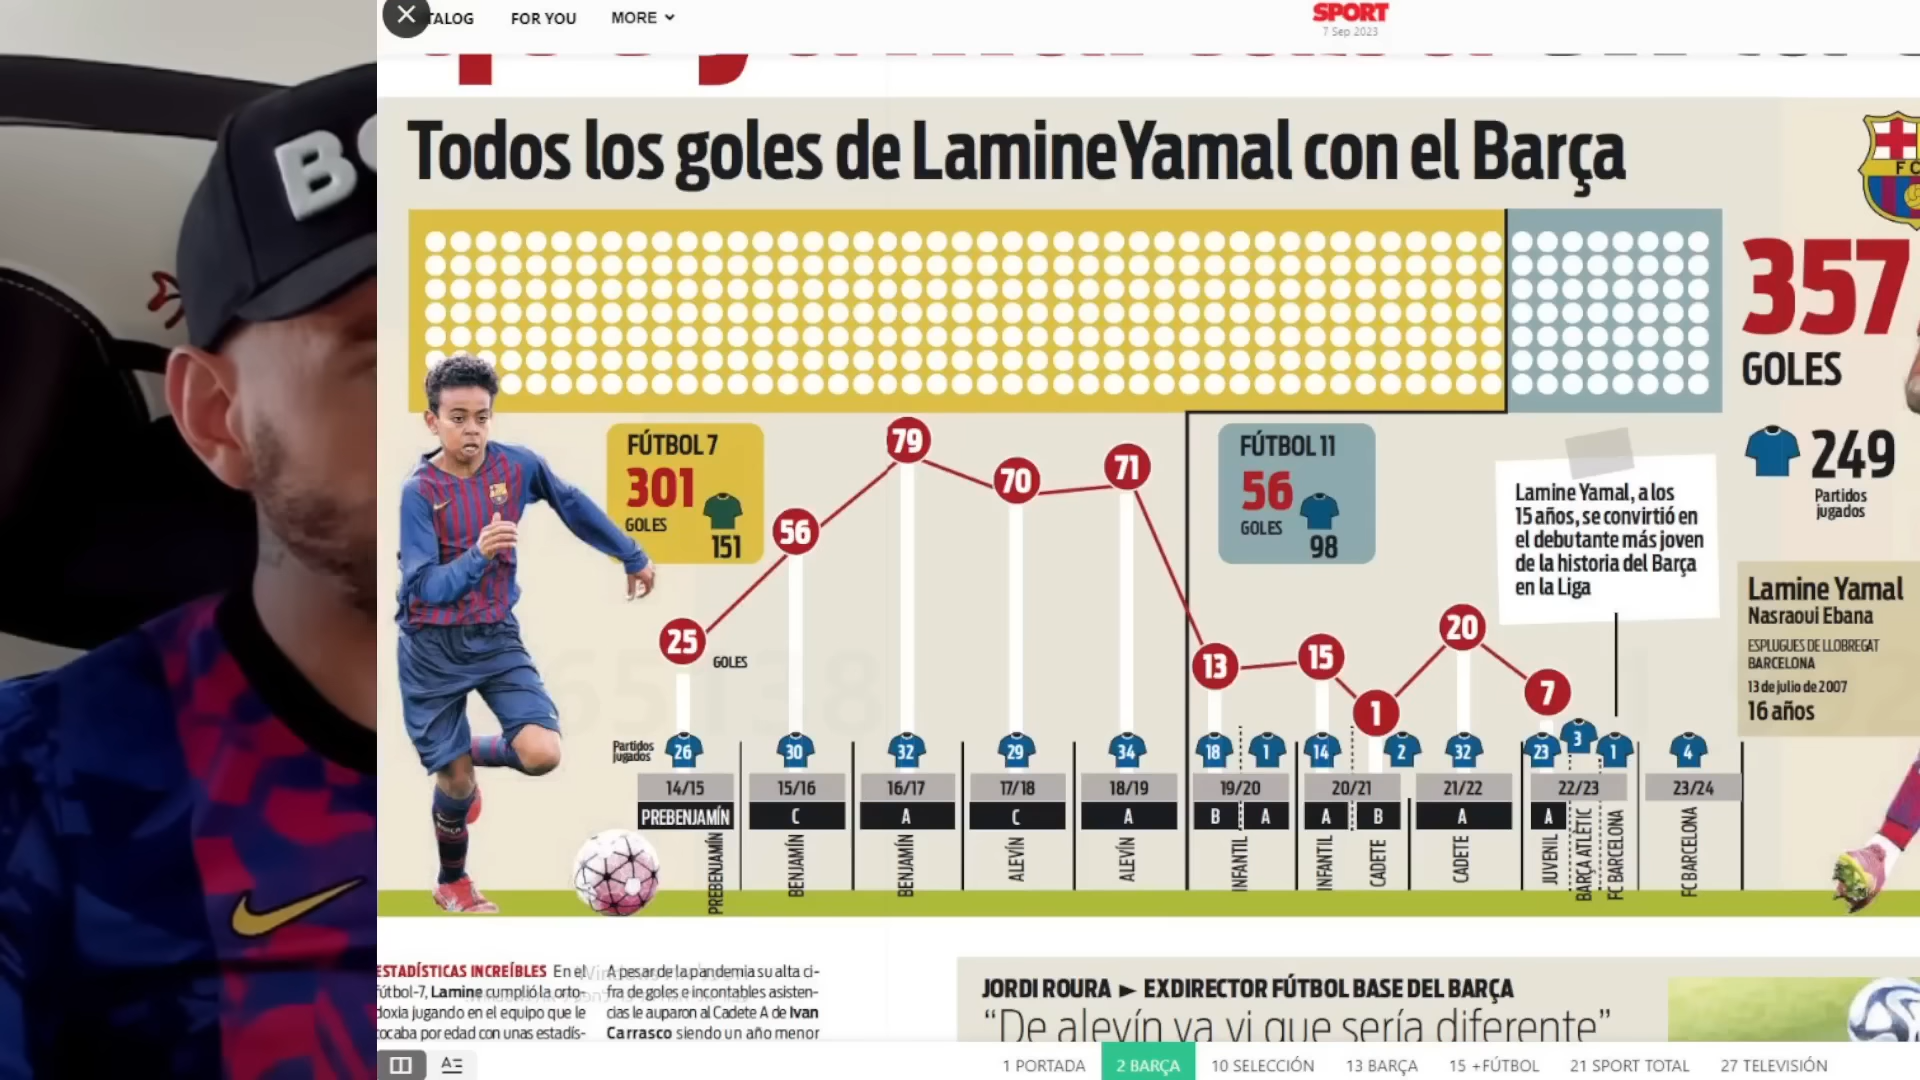 TALOG
FOR YOU
MORE
SPORT
7 Sep 2023
Todos los goles de Lamine Yamal con el Barça
FC
357
GOLES
249
Partidos
jugados
FÚTBOL 7
301
GOLES
151
FÚTBOL 11
56
GOLES
98
Lamine Yamal, a los
15 años, se convirtió en
el debutante más joven
de la historia del Barça
en la Liga
Lamine Yamal
Nasraoui Ebana
ESPLUGUES DE LLOBREGAT
BARCELONA
13 de julio de 2007
16 años
25
GOLES
56
79
70
71
13
15
1
20
7
Partidos
jugados
26
30
32
29
34
18
1
14
2
32
23
3
1
4
14/15
15/16
16/17
17/18
18/19
19/20
20/21
21/22
22/23
23/24
PREBENJAMÍN
C
A
C
A
B
A
A
B
A
A
PREBENJAMÍN
BENJAMÍN
BENJAMÍN
ALEVÍN
ALEVÍN
INFANTIL
INFANTIL
CADETE
CADETE
JUVENIL
BARÇA ATLÈTIC
FC BARCELONA
FC BARCELONA
ESTADÍSTICAS INCREÍBLES En el
fútbol-7, Lamine cumplió la orto-
doxia jugando en el equipo que le
tocaba por edad con unas estadís-
A pesar de la pandemia su alta ci-
fra de goles e incontables asisten-
cias le auparon al Cadete A de Ivan
Carrasco siendo un año menor
JORDI ROURA ► EXDIRECTOR FÚTBOL BASE DEL BARÇA
“De alevín ya vi que sería diferente”
1 PORTADA
2 BARÇA
10 SELECCIÓN
13 BARÇA
15 +FÚTBOL
21 SPORT TOTAL
27 TELEVISIÓN